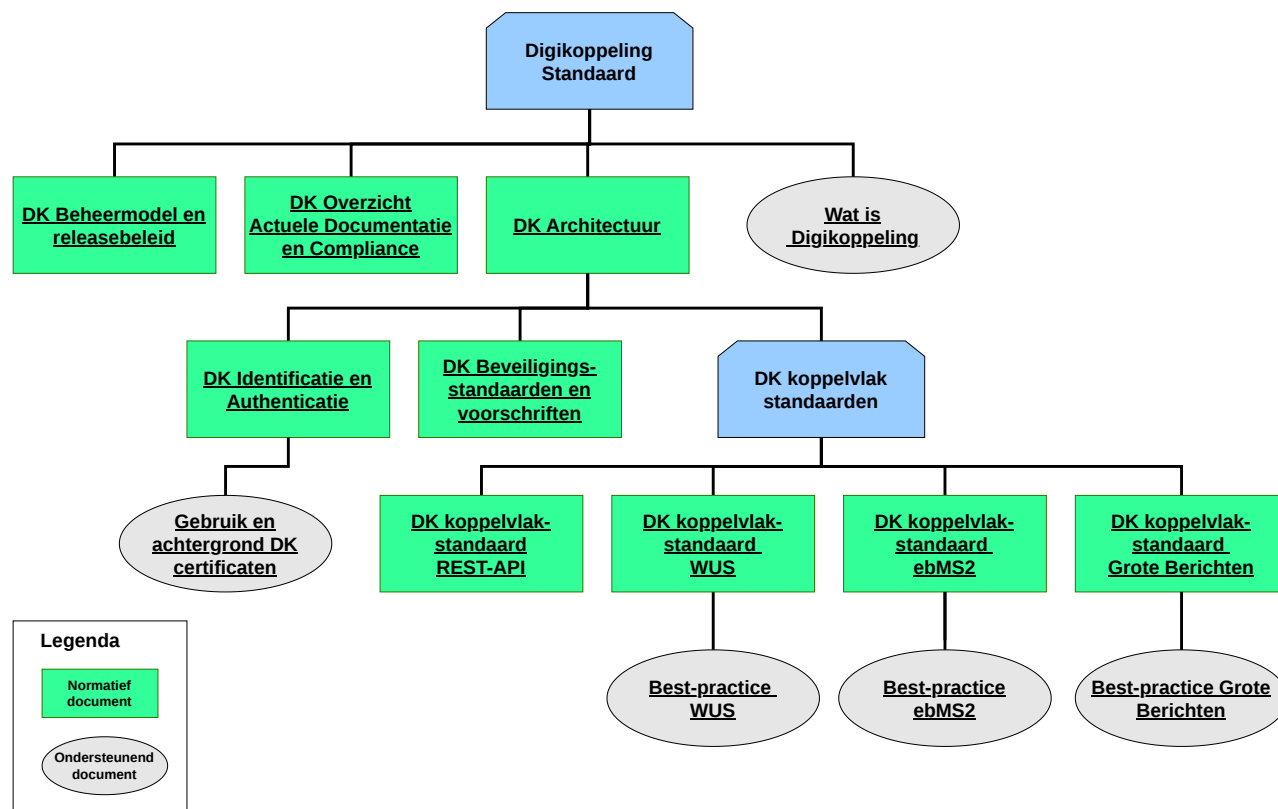 Digikoppeling
Standaard
DK Beheermodel en
releasebeleid
DK Overzicht
Actuele Documentatie
en Compliance
DK Architectuur
Wat is
Digikoppeling
DK Identificatie en
Authenticatie
DK Beveiligings-
standaarden en
voorschriften
DK koppelvlak
standaarden
Gebruik en
achtergrond DK
certificaten
DK koppelvlak-
standaard
REST-API
DK koppelvlak-
standaard
WUS
DK koppelvlak-
standaard
ebMS2
DK koppelvlak-
standaard
Grote Berichten
Best-practice
WUS
Best-practice
ebMS2
Best-practice Grote
Berichten
Legenda
Normatief
document
Ondersteunend
document